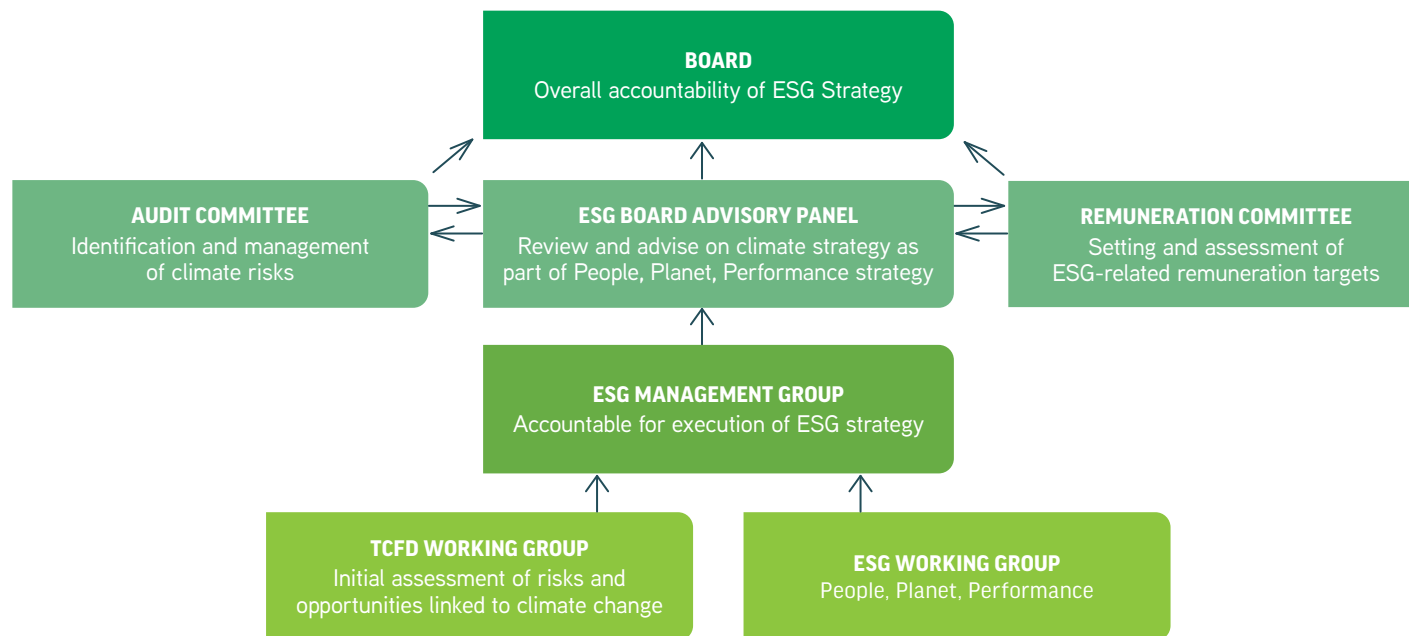 BOARD
Overall accountability of ESG Strategy
AUDIT COMMITTEE
Identification and management
of climate risks
ESG BOARD ADVISORY PANEL
Review and advise on climate strategy as
part of People, Planet, Performance strategy
REMUNERATION COMMITTEE
Setting and assessment of
ESG-related remuneration targets
ESG MANAGEMENT GROUP
Accountable for execution of ESG strategy
TCFD WORKING GROUP
Initial assessment of risks and
opportunities linked to climate change
ESG WORKING GROUP
People, Planet, Performance